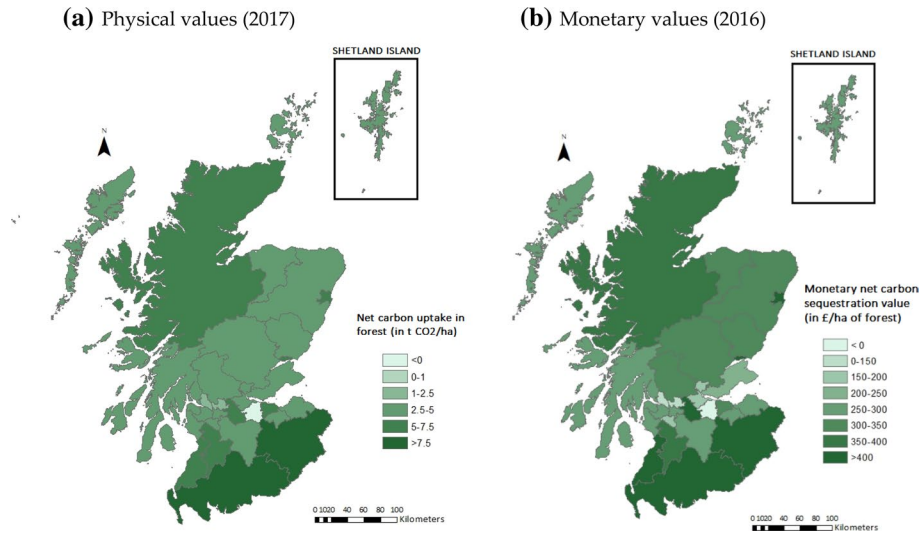 (a) Physical values (2017)
SHETLAND ISLAND
N
Net carbon uptake in
forest (in t CO2/ha)
<0
0-1
1-2.5
2.5-5
5-7.5
>7.5
0 1020 40 60 80 100
Kilometers
(b) Monetary values (2016)
SHETLAND ISLAND
N
Monetary net carbon
sequestration value
(in £/ha of forest)
< 0
0-150
150-200
200-250
250-300
300-350
350-400
>400
0 1020 40 60 80 100
Kilometers